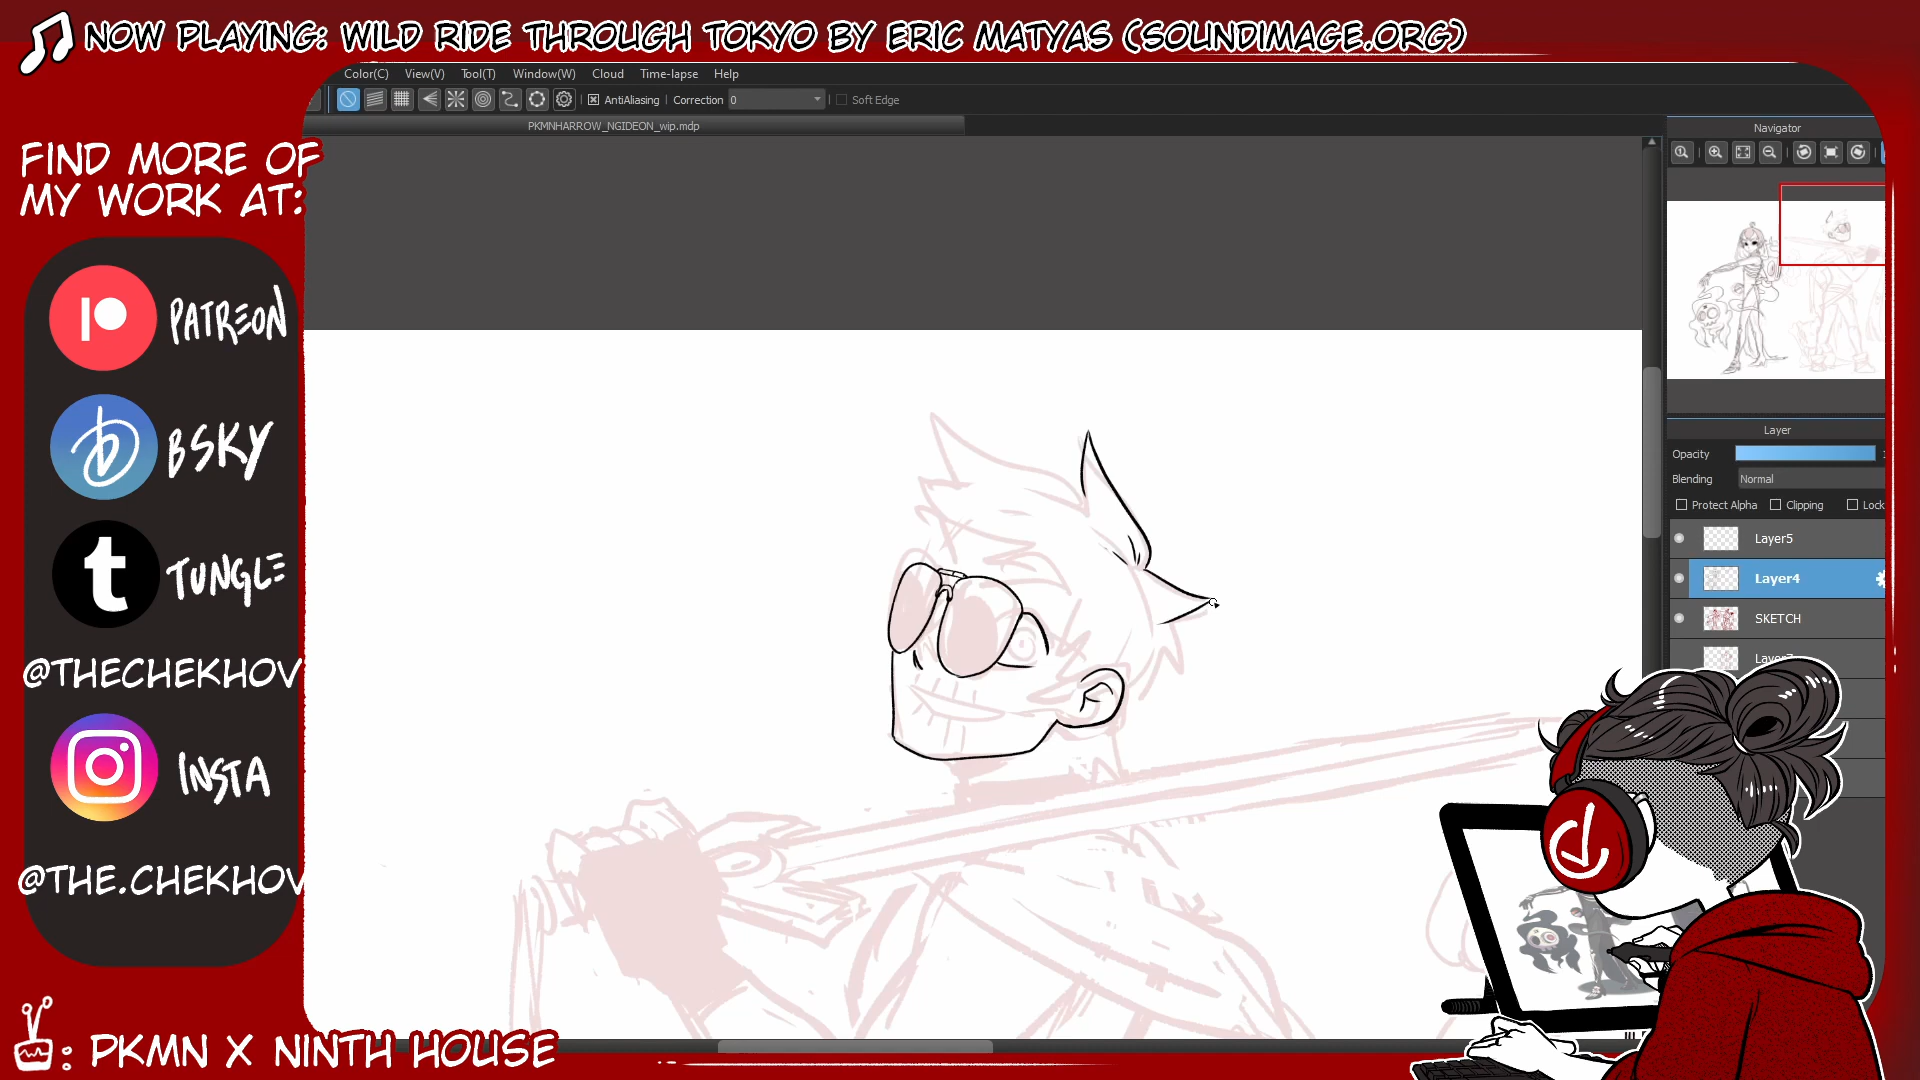 NOW PLAYING: WILD RIDE THROUGH TOKYO BY ERIC MATYAS (SOUNDIMAGE.ORG)
Color(C) View(V) Tool(T) Window(W) Cloud Time-lapse Help
AntiAliasing Correction 0 Soft Edge
PKMNHARROW_NGIDEON_wip.mdp
FIND MORE OF
MY WORK AT:
PATREON
BSKY
TUNGLE
@THECHEKHOV
INSTA
@THE.CHEKHOV
: PKMN X NINTH HOUSE
Navigator
Layer
Opacity
Blending Normal
Protect Alpha Clipping Lock
Layer5
Layer4
SKETCH